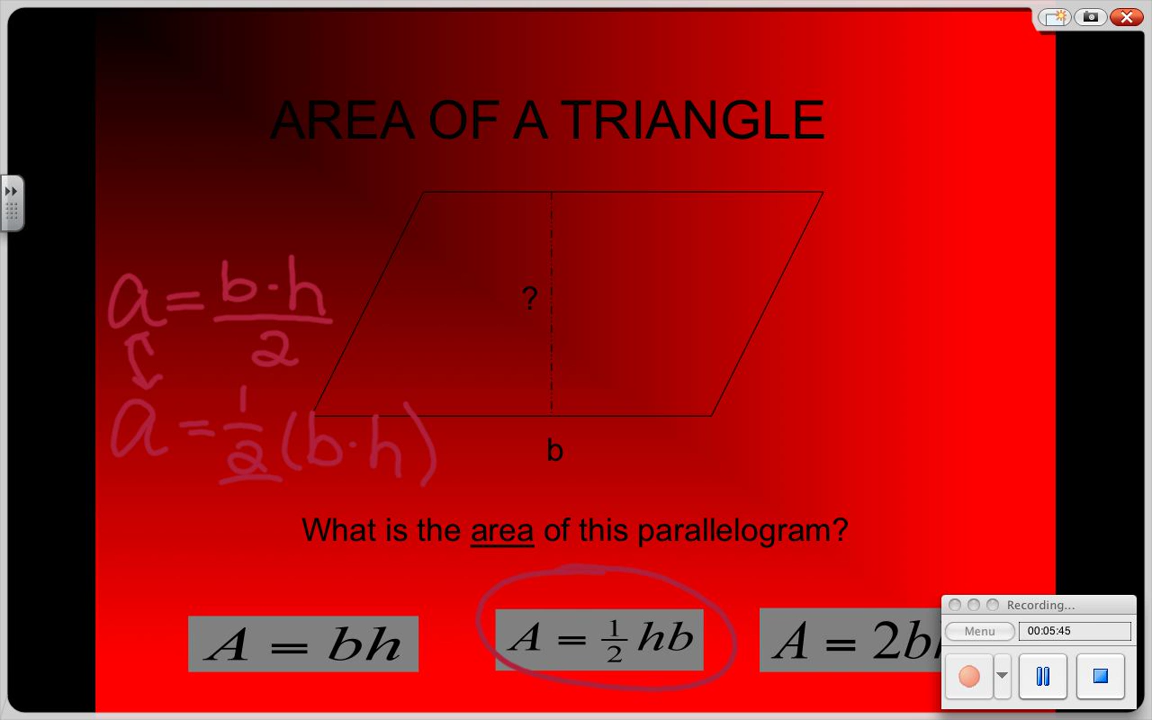 AREA OF A TRIANGLE
a = b·h / 2
?
a = 1/2 (b·h)
b
What is the area of this parallelogram?
A = bh
A = 1/2 hb
A = 2b
Recording...
Menu
00:05:45